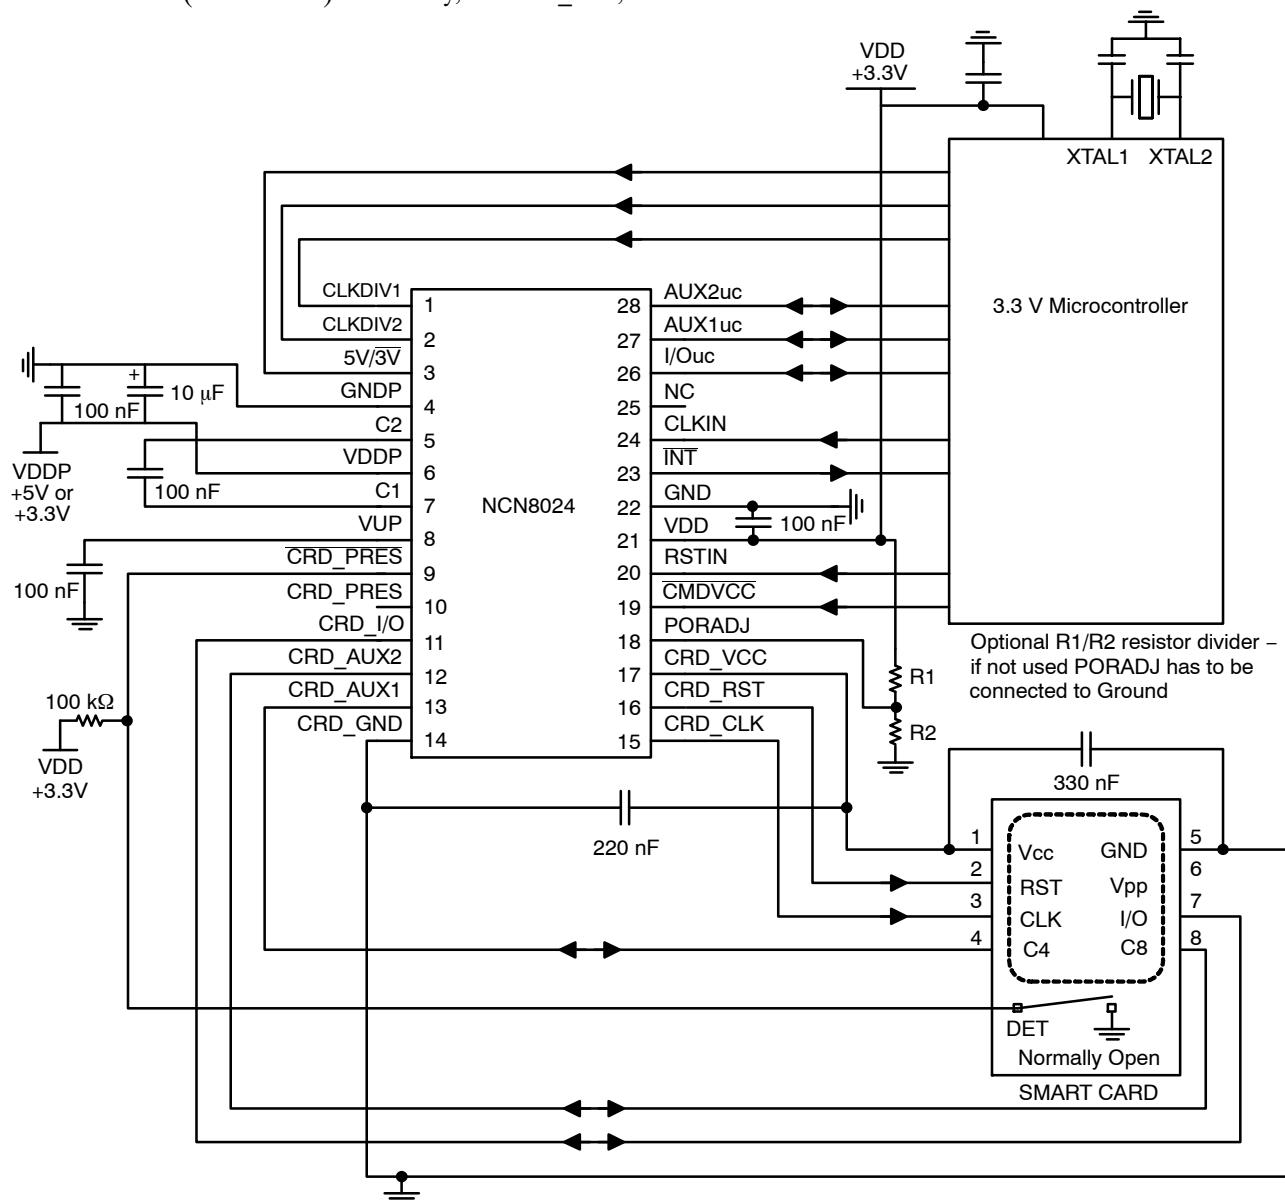 VDD
+3.3V
XTAL1 XTAL2
3.3 V Microcontroller
CLKDIV1
1
CLKDIV2
2
5V/3V
3
GNDP
4
C2
5
VDDP
6
C1
7
VUP
8
CRD_PRES
9
CRD_PRES
10
CRD_I/O
11
CRD_AUX2
12
CRD_AUX1
13
CRD_GND
14
NCN8024
28
AUX2uc
27
AUX1uc
26
I/Ouc
25
NC
24
CLKIN
23
INT
22
GND
21
VDD
20
RSTIN
19
CMDVCC
18
PORADJ
17
CRD_VCC
16
CRD_RST
15
CRD_CLK
+
10 μF
100 nF
VDDP
+5V or
+3.3V
100 nF
100 nF
100 kΩ
VDD
+3.3V
100 nF
R1
R2
Optional R1/R2 resistor divider –
if not used PORADJ has to be
connected to Ground
220 nF
330 nF
1
2
3
4
Vcc
RST
CLK
C4
GND
Vpp
I/O
C8
5
6
7
8
DET
Normally Open
SMART CARD